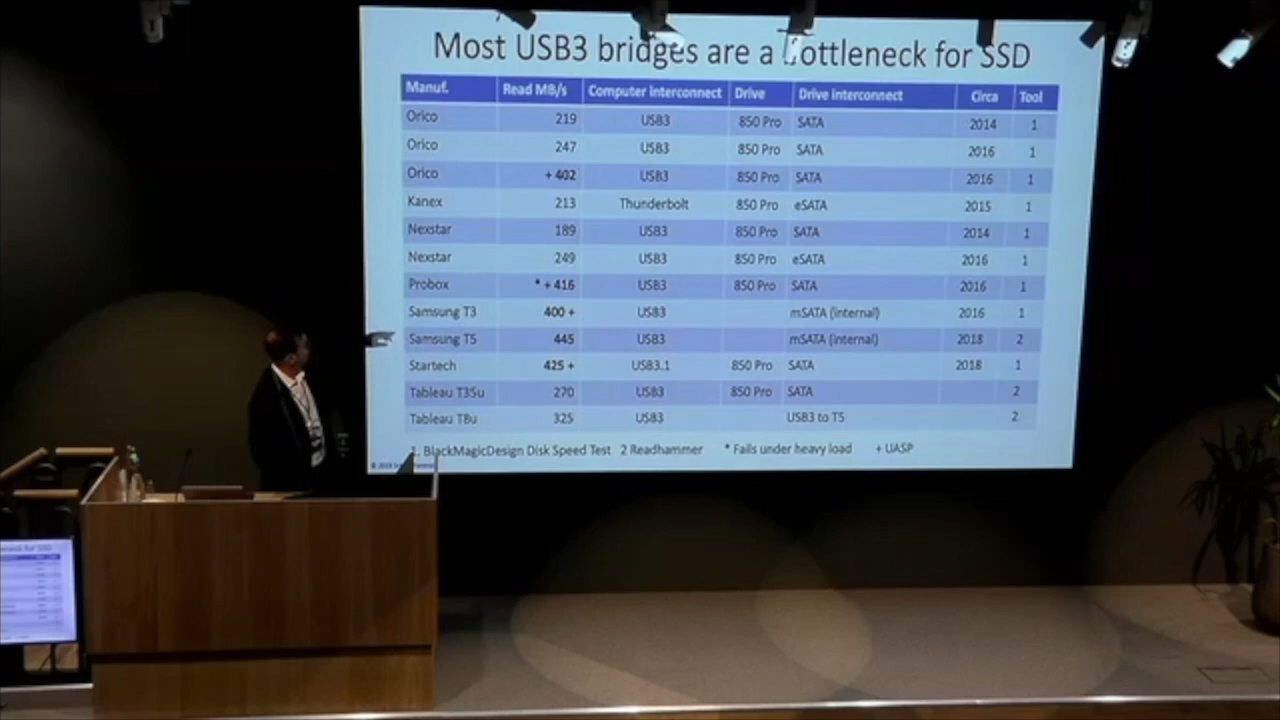 Most USB3 bridges are a bottleneck for SSD
Manuf. Read MB/s Computer interconnect Drive Drive interconnect Circa Tool
Orico 219 USB3 850 Pro SATA 2014 1
Orico 247 USB3 850 Pro SATA 2016 1
Orico + 402 USB3 850 Pro SATA 2016 1
Kanex 213 Thunderbolt 850 Pro eSATA 2015 1
Nexstar 189 USB3 850 Pro SATA 2014 1
Nexstar 249 USB3 850 Pro eSATA 2016 1
Probox * + 416 USB3 850 Pro SATA 2016 1
Samsung T3 400 + USB3 mSATA (internal) 2016 1
Samsung T5 445 USB3 mSATA (internal) 2018 2
Startech 425 + USB3.1 850 Pro SATA 2018 1
Tableau T35u 270 USB3 850 Pro SATA 2
Tableau T8u 325 USB3 USB3 to T5 2
1. BlackMagicDesign Disk Speed Test 2 Readhammer * Fails under heavy load + UASP
© 2019